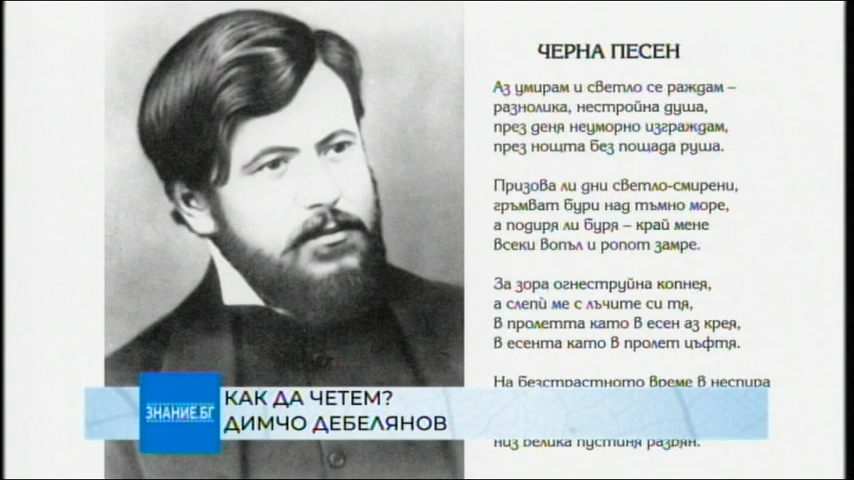 ЧЕРНА ПЕСЕН
Аз умирам и светло се раждам –
разнолика, нестройна душа,
през деня неуморно изграждам,
през нощта без пощада руша.
Призова ли дни светло-смирени,
гръмват бури над тъмно море,
а подиря ли буря – край мене
всеки вопъл и ропот замре.
За зора огнеструйна копнея,
а слепѝ ме с лъчите си тя,
в пролетта като в есен аз крея,
в есента като в пролет цъфтя.
На безстрастното време в неспира
низ велика пустиня развян.
ЗНАНИЕ.БГ
КАК ДА ЧЕТЕМ?
ДИМЧО ДЕБЕЛЯНОВ